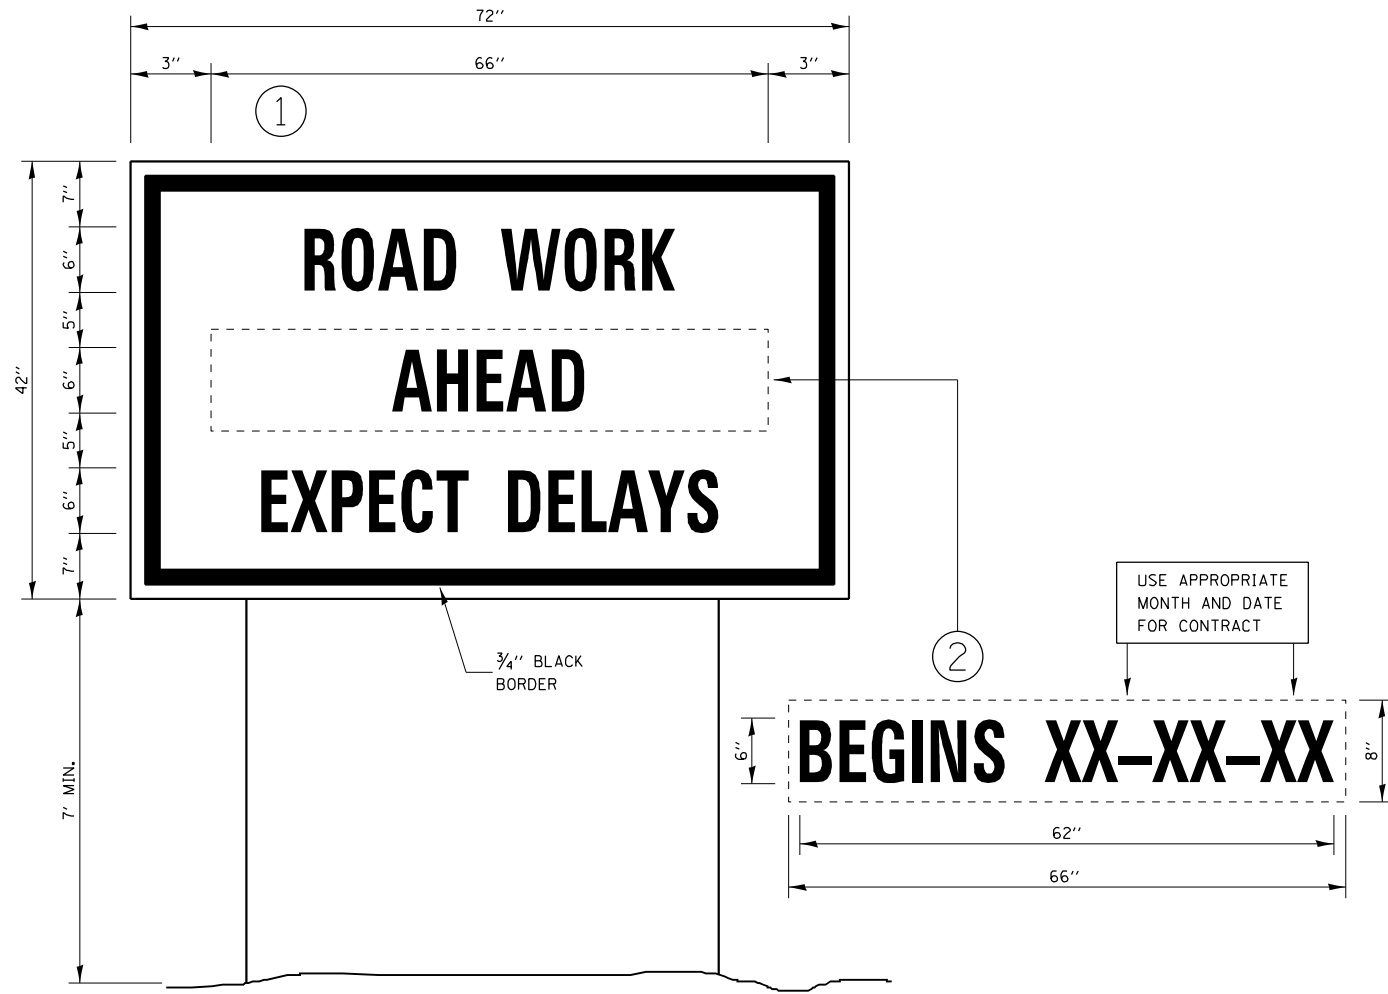 72''
3'' 66'' 3''
1
7''
6''
5''
42''
6''
5''
6''
7''
ROAD WORK
AHEAD
EXPECT DELAYS
¾'' BLACK
BORDER
7' MIN.
2
USE APPROPRIATE
MONTH AND DATE
FOR CONTRACT
6''
BEGINS XX-XX-XX
8''
62''
66''